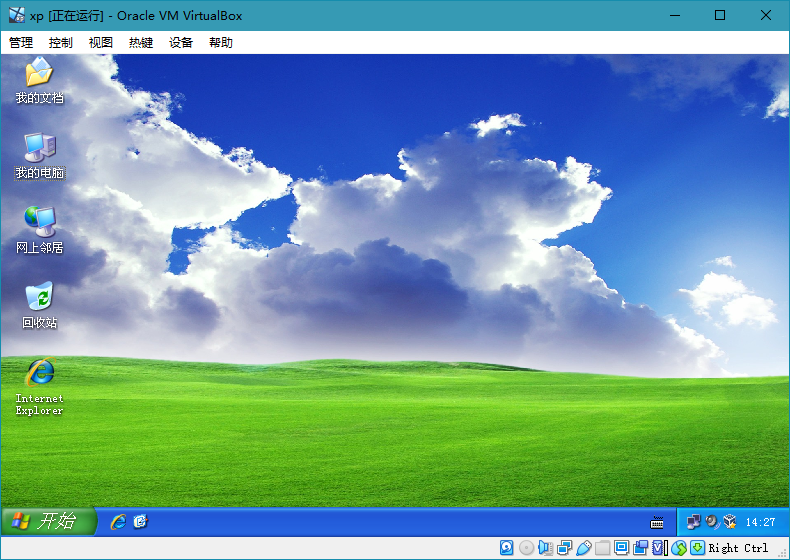 xp [正在运行] - Oracle VM VirtualBox
管理 控制 视图 热键 设备 帮助
我的文档
我的电脑
网上邻居
回收站
Internet
Explorer
开始
14:27
Right Ctrl